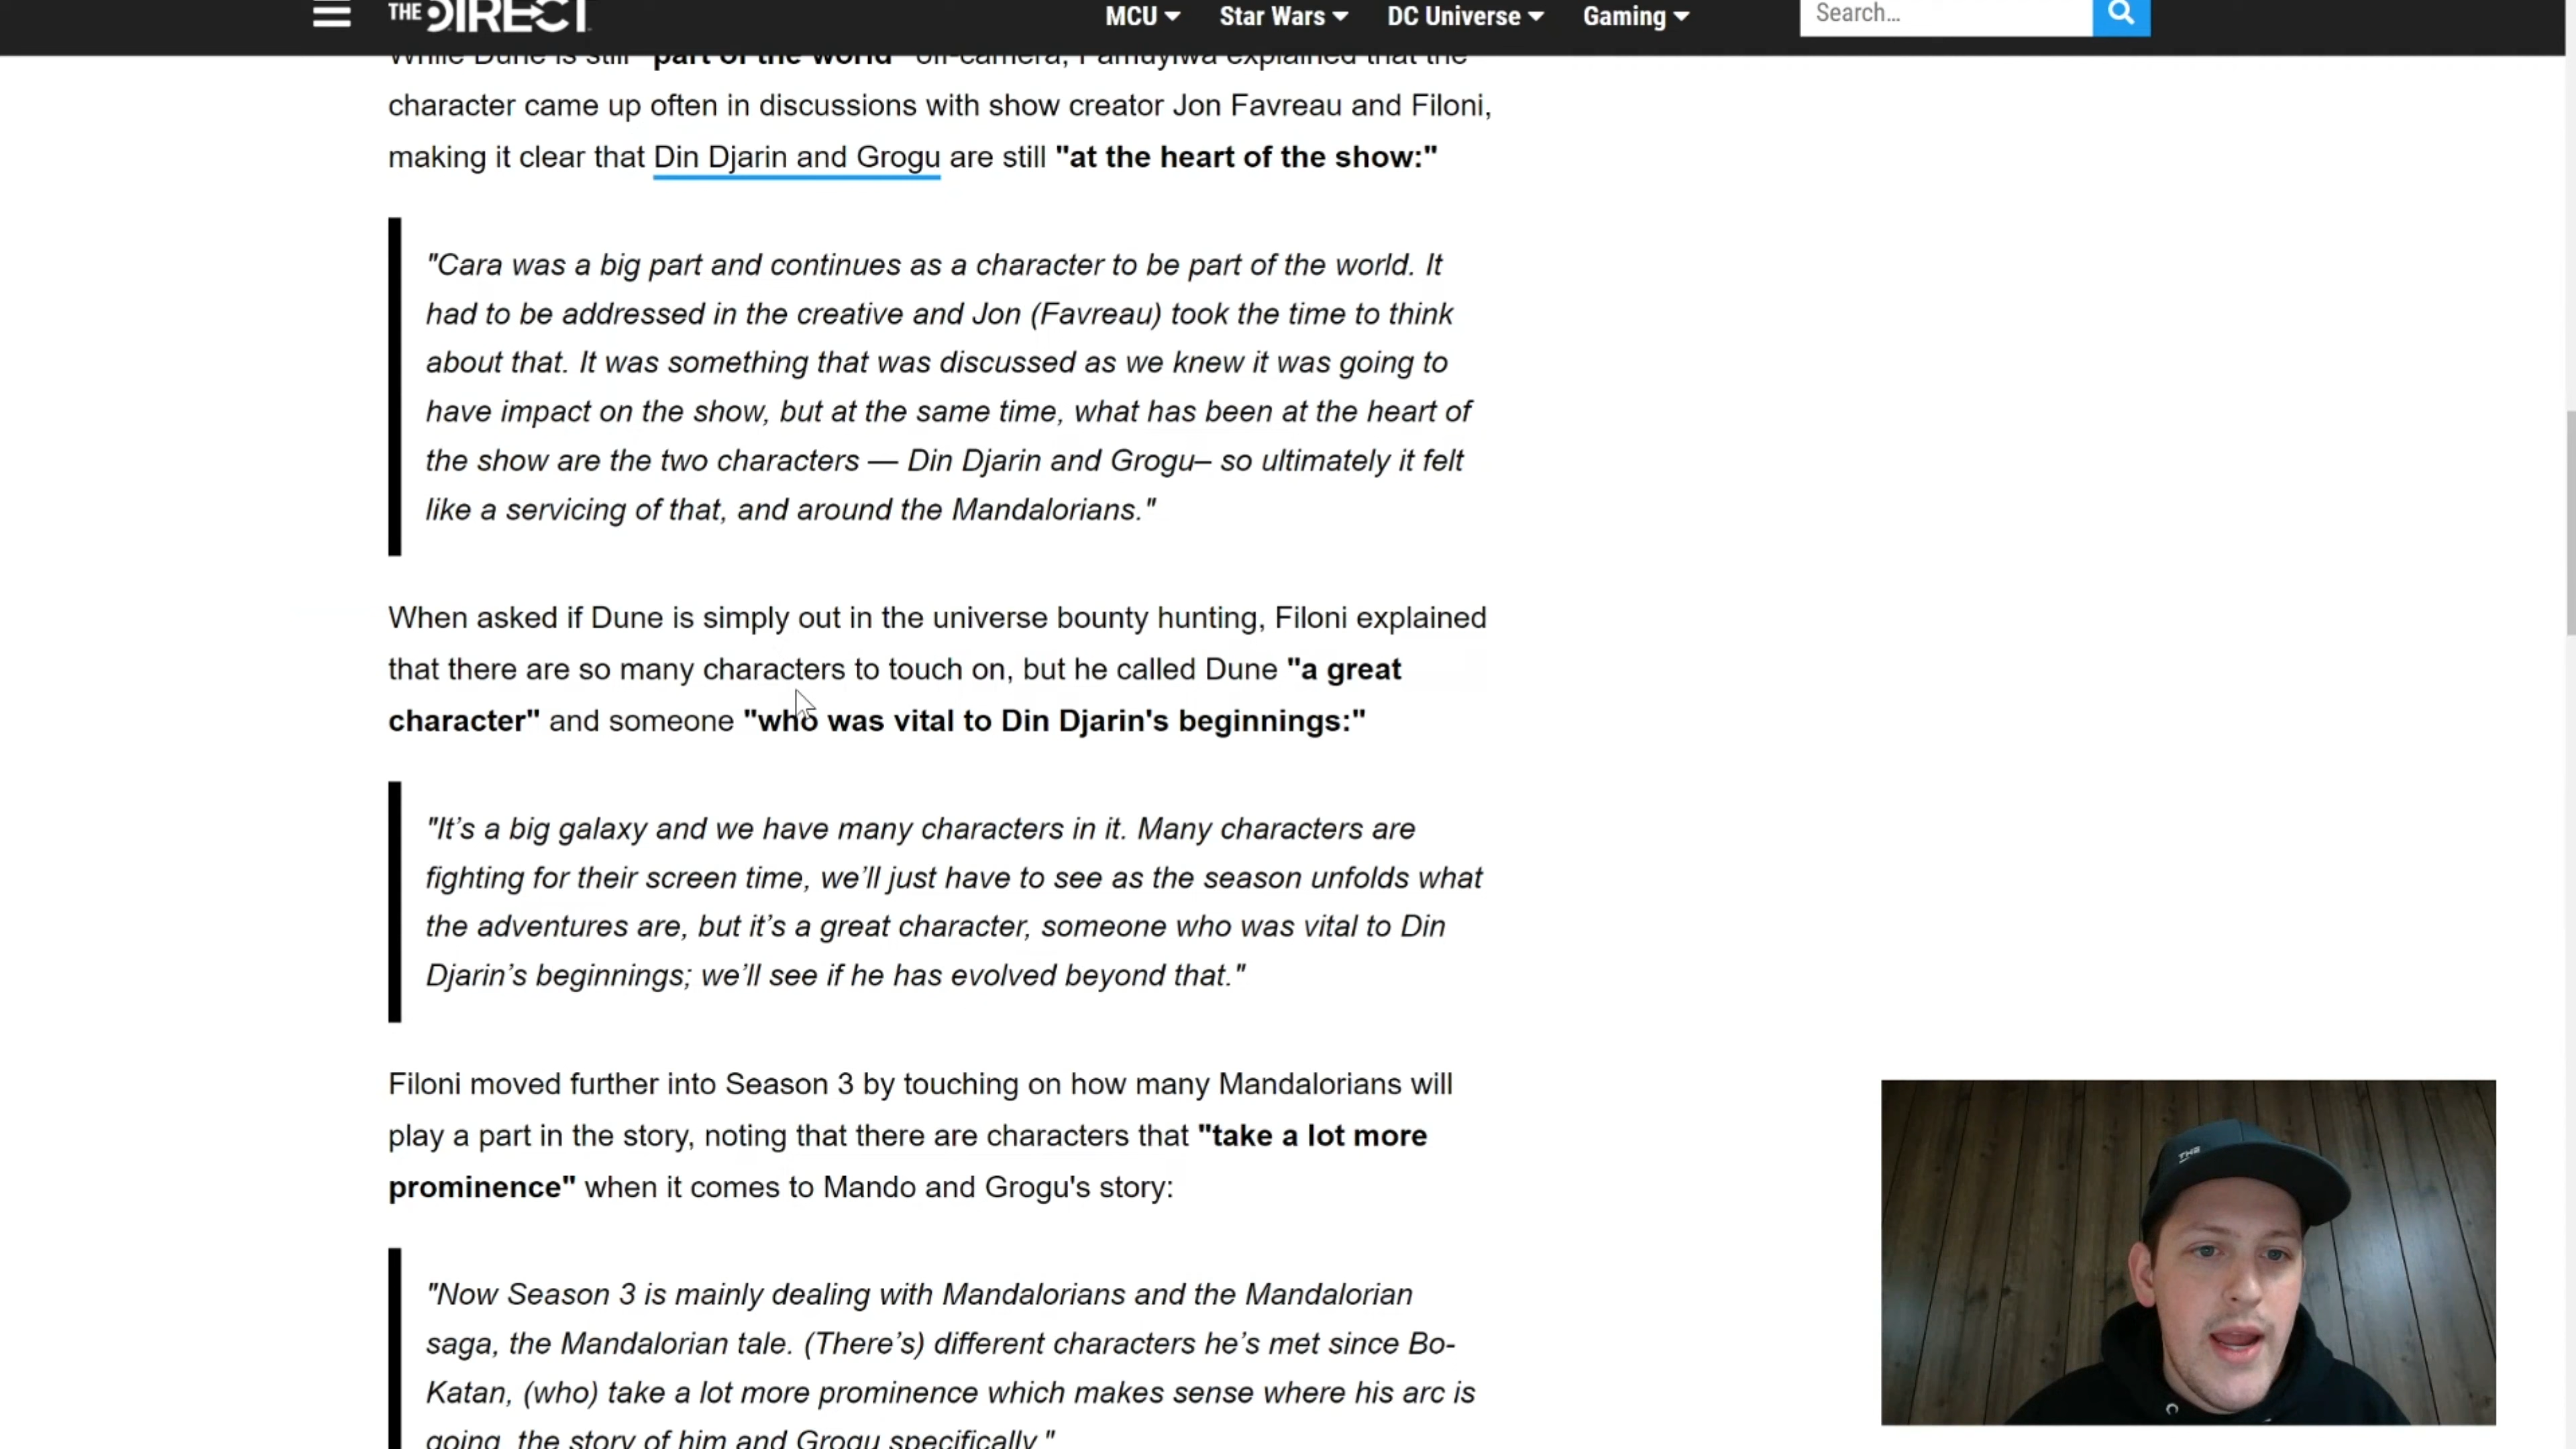 THE DIRECT
MCU Star Wars DC Universe Gaming Search...
While Dune is still "part of the world" off-camera, Famuyiwa explained that the
character came up often in discussions with show creator Jon Favreau and Filoni,
making it clear that Din Djarin and Grogu are still "at the heart of the show:"
"Cara was a big part and continues as a character to be part of the world. It
had to be addressed in the creative and Jon (Favreau) took the time to think
about that. It was something that was discussed as we knew it was going to
have impact on the show, but at the same time, what has been at the heart of
the show are the two characters — Din Djarin and Grogu– so ultimately it felt
like a servicing of that, and around the Mandalorians."
When asked if Dune is simply out in the universe bounty hunting, Filoni explained
that there are so many characters to touch on, but he called Dune "a great
character" and someone "who was vital to Din Djarin's beginnings:"
"It’s a big galaxy and we have many characters in it. Many characters are
fighting for their screen time, we’ll just have to see as the season unfolds what
the adventures are, but it’s a great character, someone who was vital to Din
Djarin’s beginnings; we’ll see if he has evolved beyond that."
Filoni moved further into Season 3 by touching on how many Mandalorians will
play a part in the story, noting that there are characters that "take a lot more
prominence" when it comes to Mando and Grogu's story:
"Now Season 3 is mainly dealing with Mandalorians and the Mandalorian
saga, the Mandalorian tale. (There’s) different characters he’s met since Bo-
Katan, (who) take a lot more prominence which makes sense where his arc is
going, the story of him and Grogu specifically."
THE